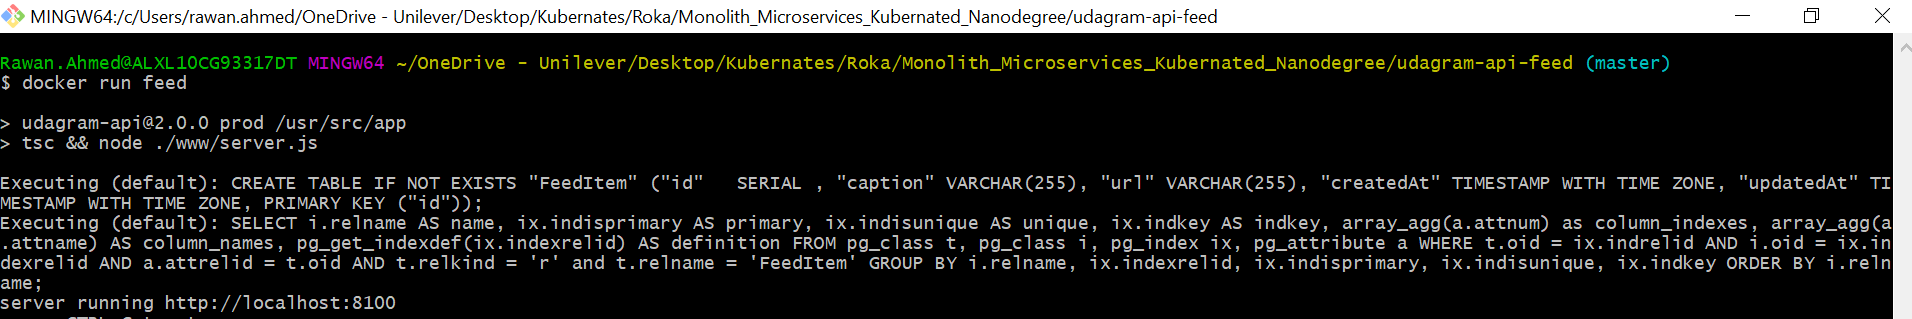 MINGW64:/c/Users/rawan.ahmed/OneDrive - Unilever/Desktop/Kubernates/Roka/Monolith_Microservices_Kubernated_Nanodegree/udagram-api-feed
Rawan.Ahmed@ALXL10CG93317DT MINGW64 ~/OneDrive - Unilever/Desktop/Kubernates/Roka/Monolith_Microservices_Kubernated_Nanodegree/udagram-api-feed (master)
$ docker run feed
> udagram-api@2.0.0 prod /usr/src/app
> tsc && node ./www/server.js
Executing (default): CREATE TABLE IF NOT EXISTS "FeedItem" ("id"   SERIAL , "caption" VARCHAR(255), "url" VARCHAR(255), "createdAt" TIMESTAMP WITH TIME ZONE, "updatedAt" TI
MESTAMP WITH TIME ZONE, PRIMARY KEY ("id"));
Executing (default): SELECT i.relname AS name, ix.indisprimary AS primary, ix.indisunique AS unique, ix.indkey AS indkey, array_agg(a.attnum) as column_indexes, array_agg(a
.attname) AS column_names, pg_get_indexdef(ix.indexrelid) AS definition FROM pg_class t, pg_class i, pg_index ix, pg_attribute a WHERE t.oid = ix.indrelid AND i.oid = ix.in
dexrelid AND a.attrelid = t.oid AND t.relkind = 'r' and t.relname = 'FeedItem' GROUP BY i.relname, ix.indexrelid, ix.indisprimary, ix.indisunique, ix.indkey ORDER BY i.reln
ame;
server running http://localhost:8100